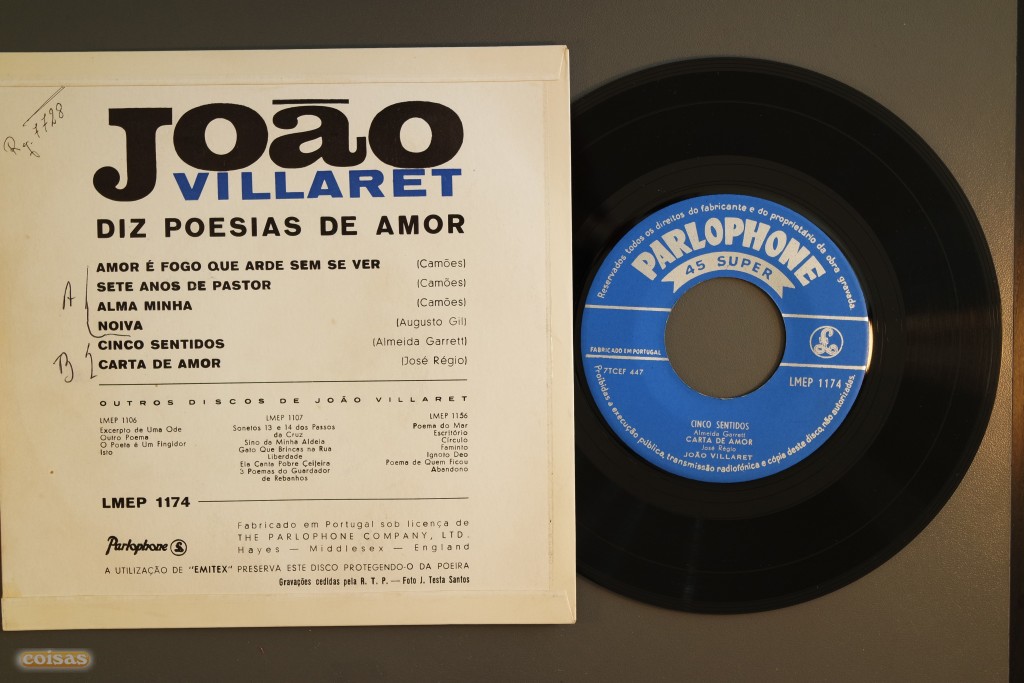 Rg. 7728
JOÃO
VILLARET
DIZ POESIAS DE AMOR
A
AMOR É FOGO QUE ARDE SEM SE VER (Camões)
SETE ANOS DE PASTOR (Camões)
ALMA MINHA (Camões)
NOIVA (Augusto Gil)
B
CINCO SENTIDOS (Almeida Garrett)
CARTA DE AMOR (José Régio)
OUTROS DISCOS DE JOÃO VILLARET
LMEP 1106
Excerpto de Uma Ode
Outro Poema
O Poeta é Um Fingidor
Isto
LMEP 1107
Sonetos 13 e 14 dos Passos
da Cruz
Sino da Minha Aldeia
Gato Que Brincas na Rua
Liberdade
Ela Canta Pobre Ceifeira
3 Poemas do Guardador
de Rebanhos
LMEP 1156
Poema do Mar
Escritório
Círculo
Faminto
Ignoto Deo
Poema de Quem Ficou
Abandono
LMEP 1174
Parlophone
Fabricado em Portugal sob licença de
THE PARLOPHONE COMPANY, LTD.
Hayes — Middlesex — England
A UTILIZAÇÃO DE "EMITEX" PRESERVA ESTE DISCO PROTEGENDO-O DA POEIRA
Gravações cedidas pela R. T. P. — Foto J. Testa Santos
Reservados todos os direitos do fabricante e do proprietário da obra gravada.
PARLOPHONE
45 SUPER
FABRICADO EM PORTUGAL
7TCEF 447
LMEP 1174
CINCO SENTIDOS
Almeida Garrett
CARTA DE AMOR
José Régio
JOÃO VILLARET
Proibidas a execução pública, transmissão radiofónica e cópia deste disco, não autorizadas.
coisas